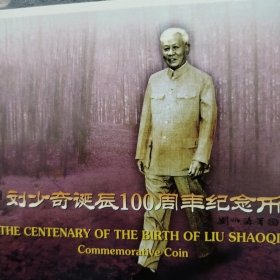 刘少奇诞辰100周年纪念币
THE CENTENARY OF THE BIRTH OF LIU SHAOQI
Commemorative Coin